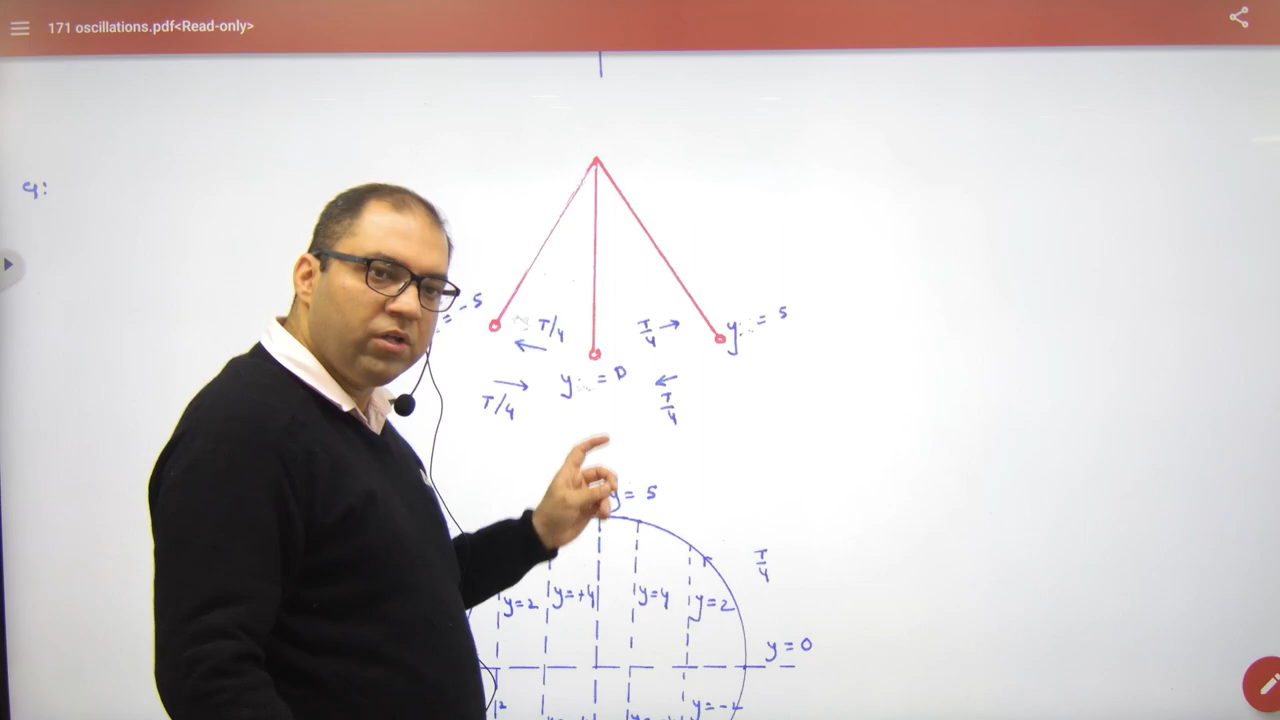 171 oscillations.pdf<Read-only>
q:
= -5
T/4
T/4
y = 5
y = 0
T/4
T/4
y = 5
T/4
y=2
y=+4
y=4
y=2
y = 0
y=-2